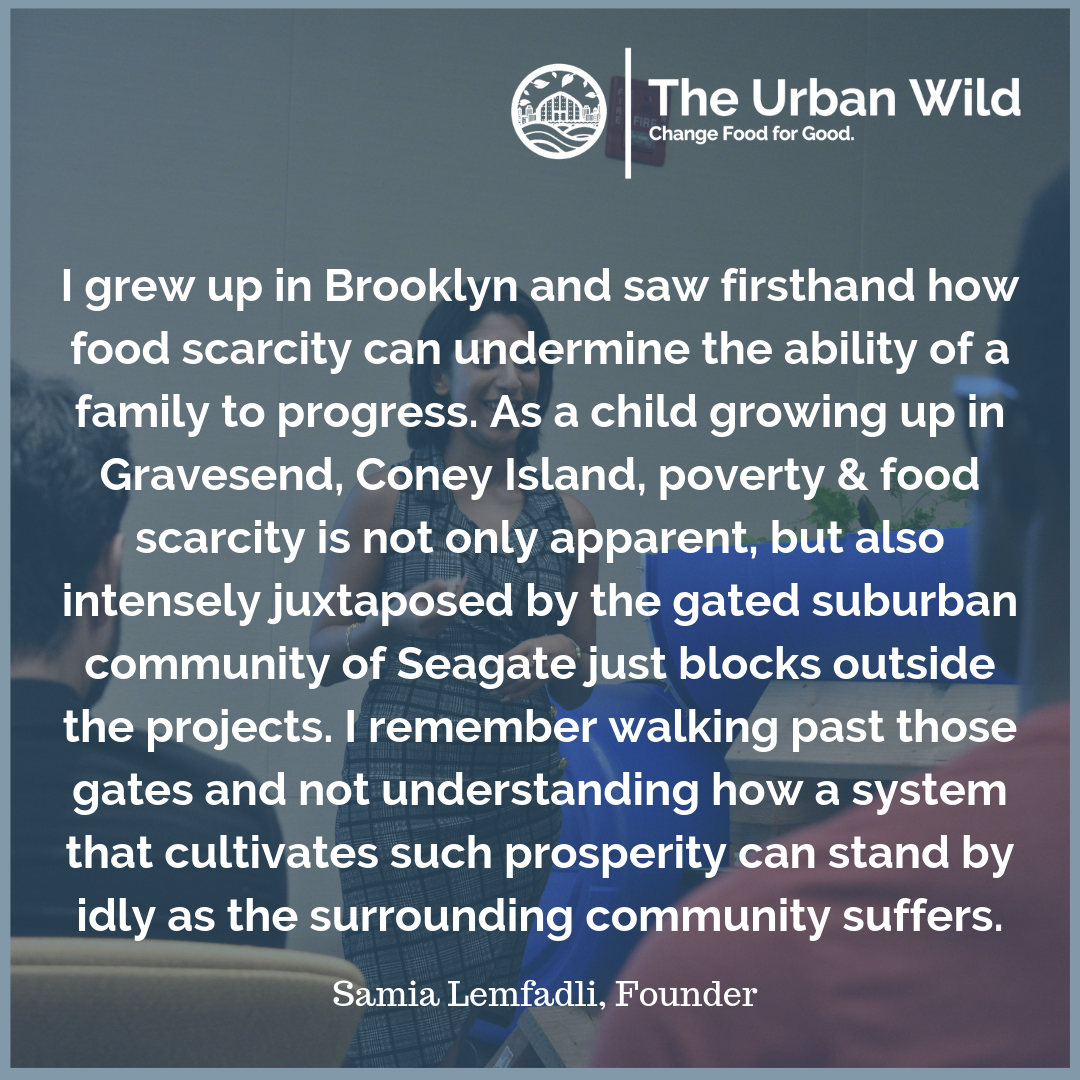 The Urban Wild
Change Food for Good.
I grew up in Brooklyn and saw firsthand how
food scarcity can undermine the ability of a
family to progress. As a child growing up in
Gravesend, Coney Island, poverty & food
scarcity is not only apparent, but also
intensely juxtaposed by the gated suburban
community of Seagate just blocks outside
the projects. I remember walking past those
gates and not understanding how a system
that cultivates such prosperity can stand by
idly as the surrounding community suffers.
Samia Lemfadli, Founder